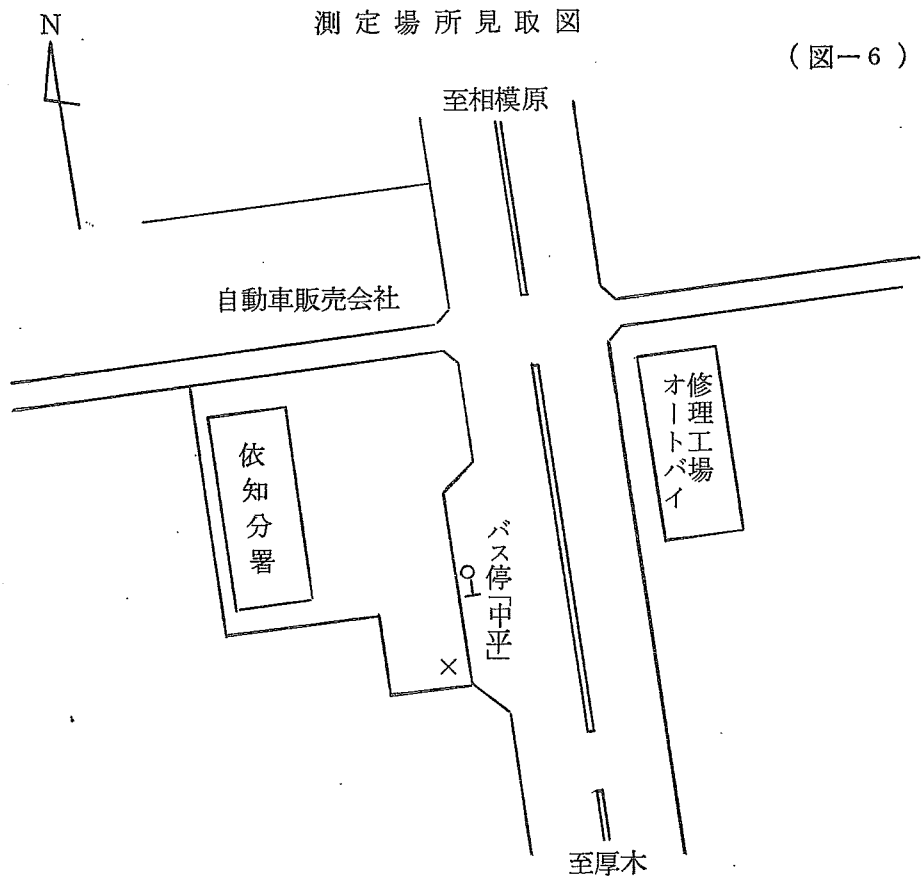 測定場所見取図
N
(図－6)
至相模原
自動車販売会社
修理工場
オートバイ
依知分署
バス停「中平」
×
至厚木